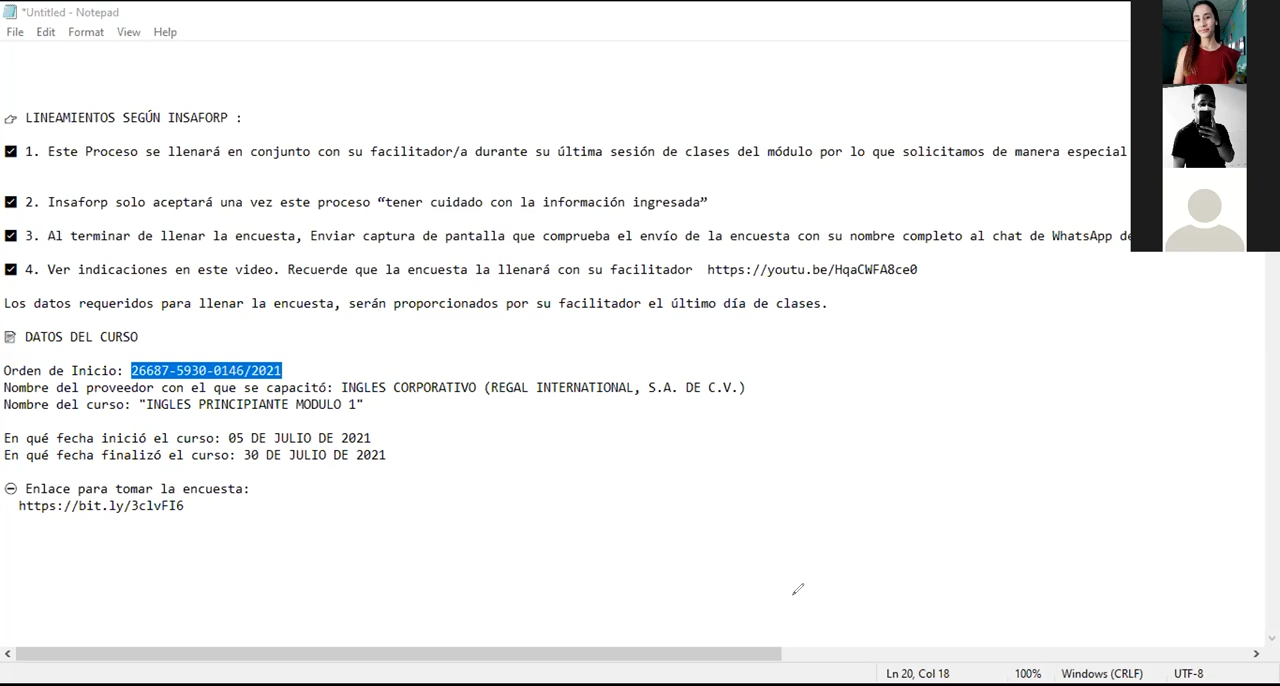 *Untitled - Notepad
File Edit Format View Help
LINEAMIENTOS SEGÚN INSAFORP :
1. Este Proceso se llenará en conjunto con su facilitador/a durante su última sesión de clases del módulo por lo que solicitamos de manera especial
2. Insaforp solo aceptará una vez este proceso “tener cuidado con la información ingresada”
3. Al terminar de llenar la encuesta, Enviar captura de pantalla que comprueba el envío de la encuesta con su nombre completo al chat de WhatsApp de
4. Ver indicaciones en este video. Recuerde que la encuesta la llenará con su facilitador https://youtu.be/HqaCWFA8ce0
Los datos requeridos para llenar la encuesta, serán proporcionados por su facilitador el último día de clases.
DATOS DEL CURSO
Orden de Inicio: 26687-5930-0146/2021
Nombre del proveedor con el que se capacitó: INGLES CORPORATIVO (REGAL INTERNATIONAL, S.A. DE C.V.)
Nombre del curso: "INGLES PRINCIPIANTE MODULO 1"
En qué fecha inició el curso: 05 DE JULIO DE 2021
En qué fecha finalizó el curso: 30 DE JULIO DE 2021
Enlace para tomar la encuesta:
https://bit.ly/3clvFI6
Ln 20, Col 18 100% Windows (CRLF) UTF-8